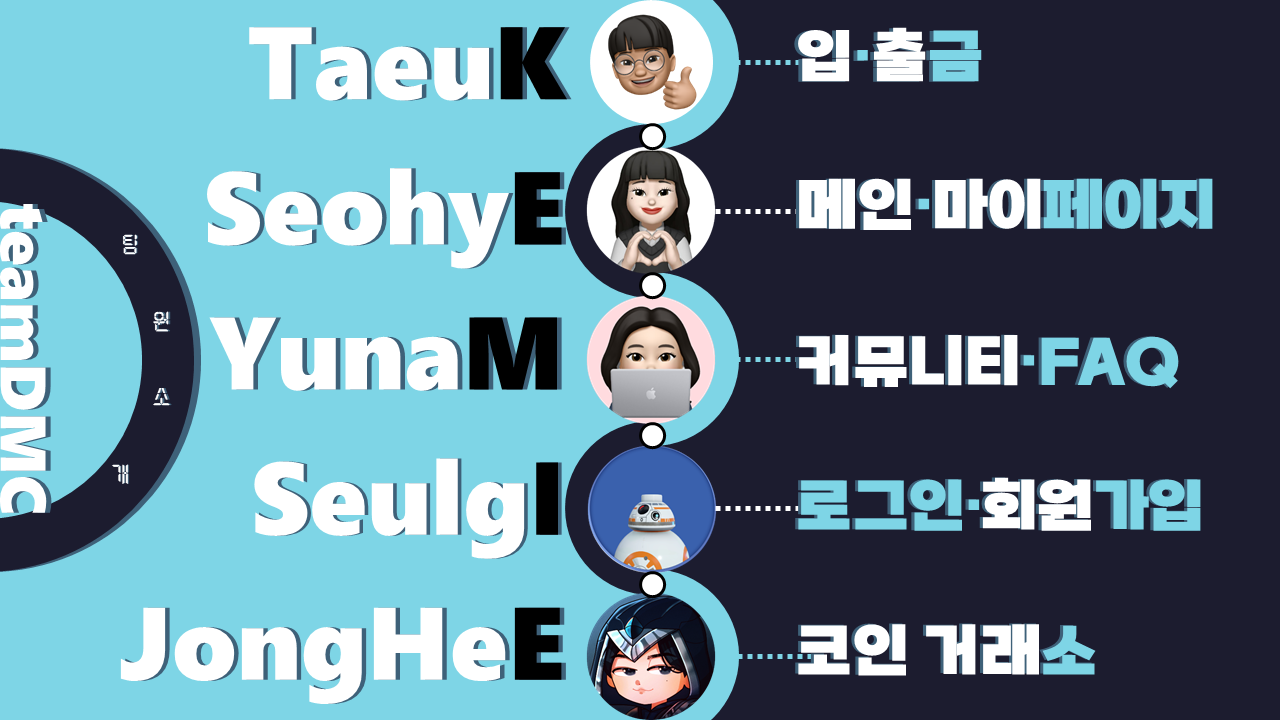 teamDMC
팀 원 소 개
TaeuK
입·출금
SeohyE
메인·마이페이지
YunaM
커뮤니티·FAQ
SeulgI
로그인·회원가입
JongHeE
코인 거래소